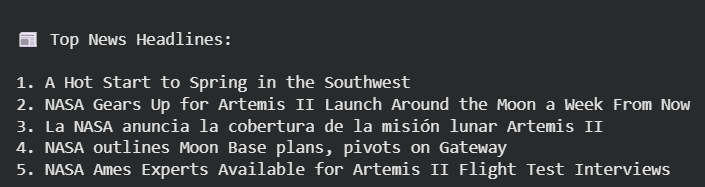 📰 Top News Headlines:
1. A Hot Start to Spring in the Southwest
2. NASA Gears Up for Artemis II Launch Around the Moon a Week From Now
3. La NASA anuncia la cobertura de la misión lunar Artemis II
4. NASA outlines Moon Base plans, pivots on Gateway
5. NASA Ames Experts Available for Artemis II Flight Test Interviews